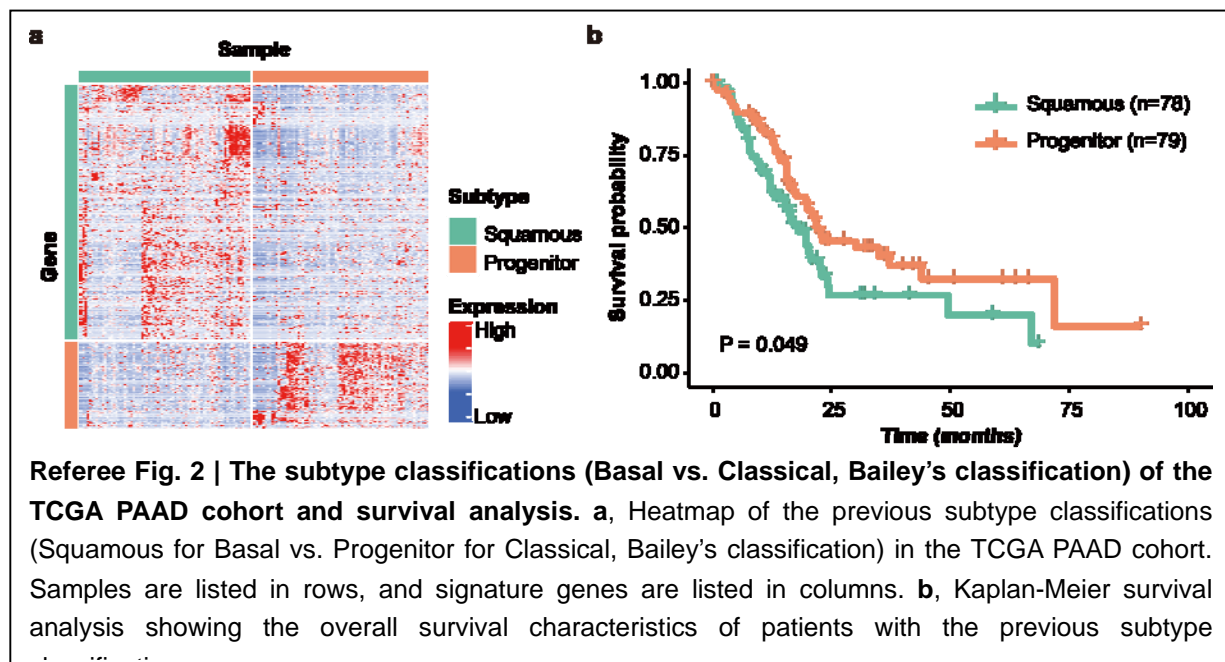 a
Sample
Gene
Subtype
Squamous
Progenitor
Expression
High
Low
b
Survival probability
1.00
0.75
0.50
0.25
0.00
Squamous (n=78)
Progenitor (n=79)
P = 0.049
0
25
50
75
100
Time (months)
Referee Fig. 2 | The subtype classifications (Basal vs. Classical, Bailey's classification) of the
TCGA PAAD cohort and survival analysis. a, Heatmap of the previous subtype classifications
(Squamous for Basal vs. Progenitor for Classical, Bailey's classification) in the TCGA PAAD cohort.
Samples are listed in rows, and signature genes are listed in columns. b, Kaplan-Meier survival
analysis showing the overall survival characteristics of patients with the previous subtype